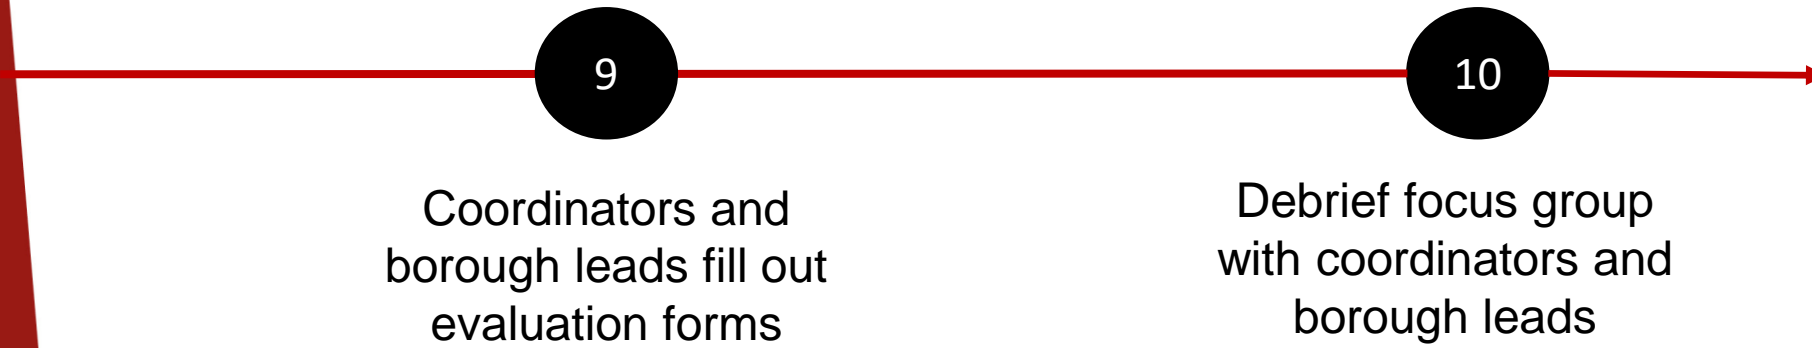 9
Coordinators and
borough leads fill out
evaluation forms
10
Debrief focus group
with coordinators and
borough leads